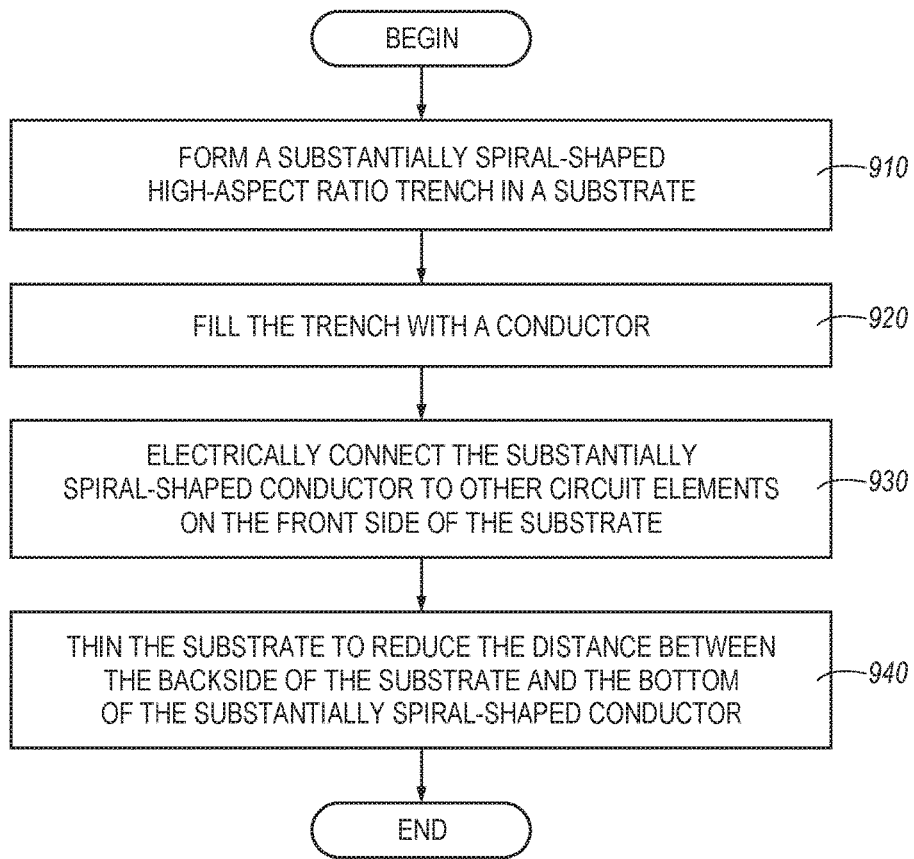 BEGIN
FORM A SUBSTANTIALLY SPIRAL-SHAPED
HIGH-ASPECT RATIO TRENCH IN A SUBSTRATE
910
FILL THE TRENCH WITH A CONDUCTOR
920
ELECTRICALLY CONNECT THE SUBSTANTIALLY
SPIRAL-SHAPED CONDUCTOR TO OTHER CIRCUIT ELEMENTS
ON THE FRONT SIDE OF THE SUBSTRATE
930
THIN THE SUBSTRATE TO REDUCE THE DISTANCE BETWEEN
THE BACKSIDE OF THE SUBSTRATE AND THE BOTTOM
OF THE SUBSTANTIALLY SPIRAL-SHAPED CONDUCTOR
940
END